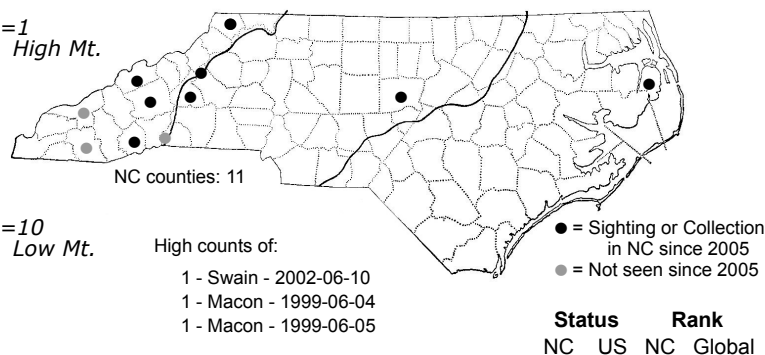 =1
High Mt.
NC counties: 11
=10
Low Mt.
High counts of:
1 - Swain - 2002-06-10
1 - Macon - 1999-06-04
1 - Macon - 1999-06-05
● = Sighting or Collection
in NC since 2005
● = Not seen since 2005
Status Rank
NC US NC Global